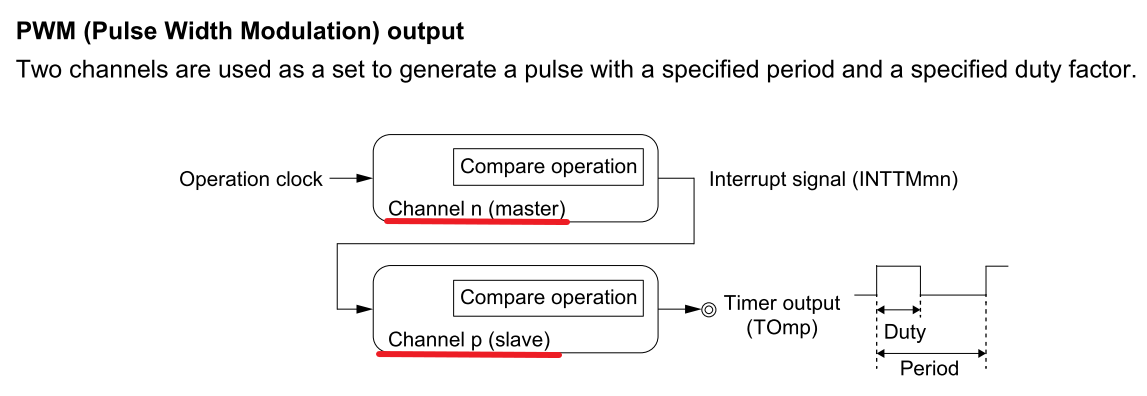 PWM (Pulse Width Modulation) output
Two channels are used as a set to generate a pulse with a specified period and a specified duty factor.
Compare operation
Operation clock
Interrupt signal (INTTMmn)
Channel n (master)
Compare operation
Timer output
(TOmp)
Channel p (slave)
Duty
Period